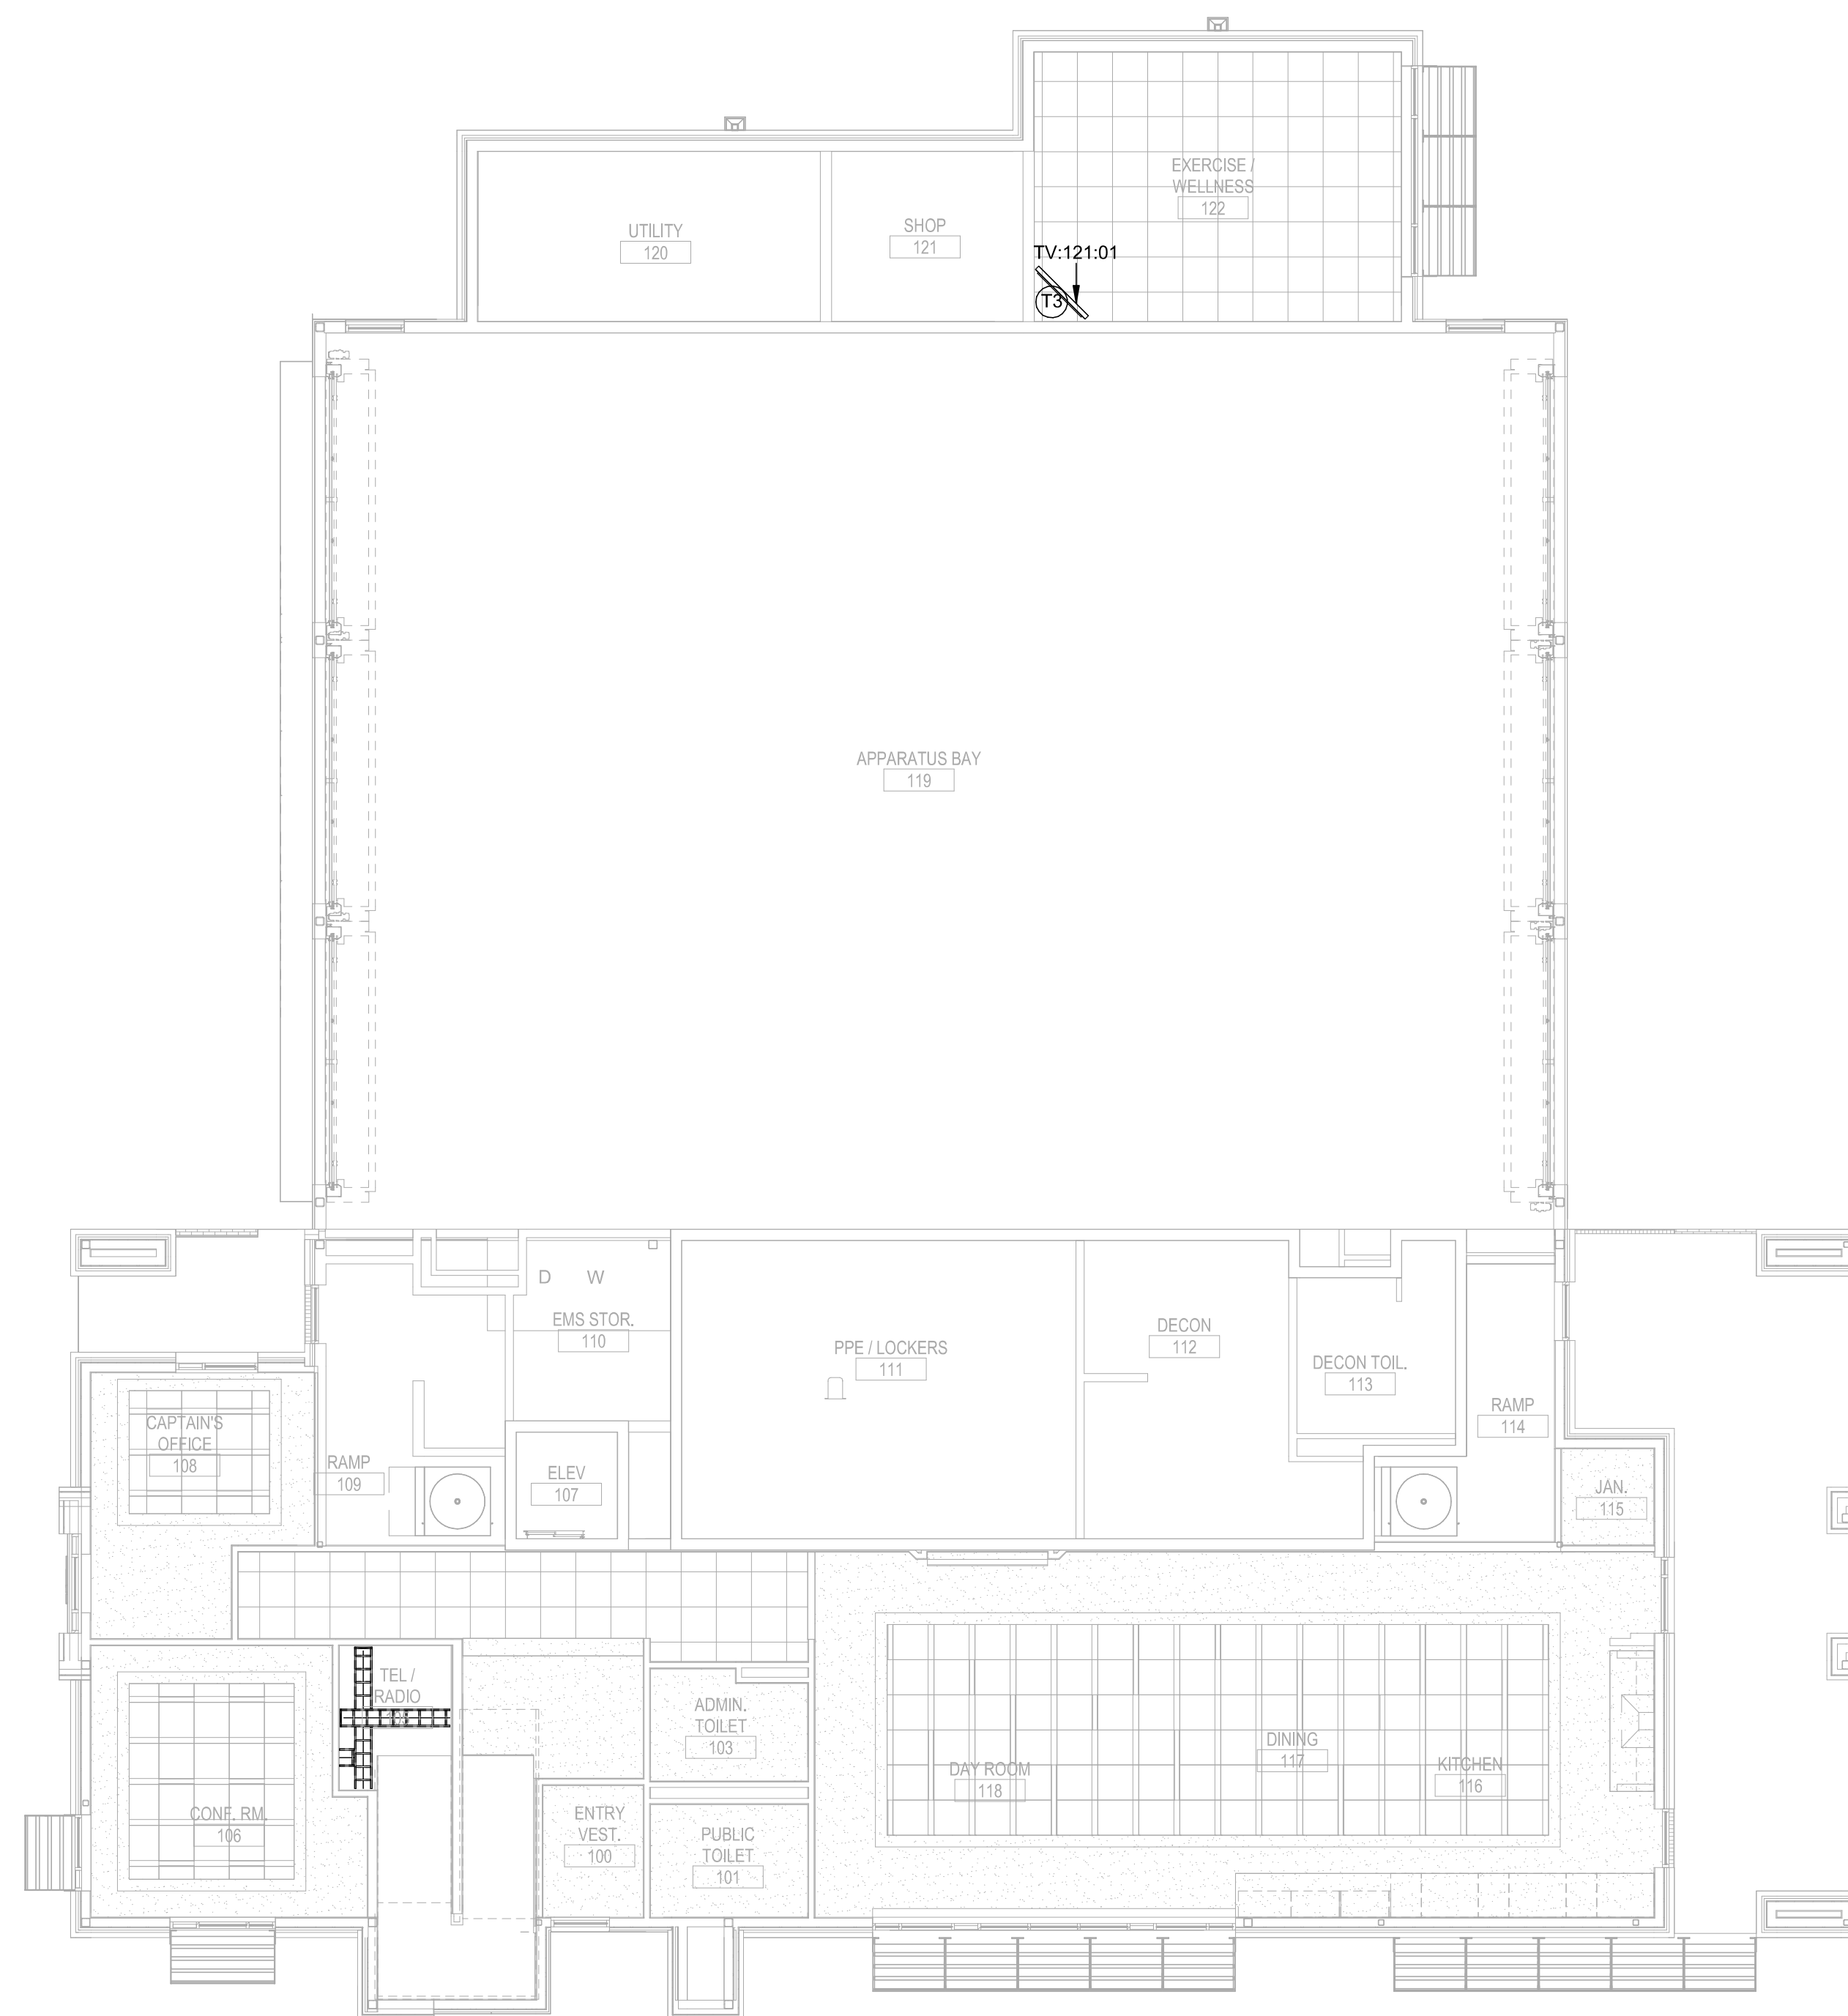 EXERCISE /
WELLNESS
122
UTILITY
120
SHOP
121
TV:121:01
T3
APPARATUS BAY
119
D W
EMS STOR.
110
PPE / LOCKERS
111
DECON
112
DECON TOIL.
113
RAMP
114
CAPTAIN'S
OFFICE
108
RAMP
109
ELEV
107
JAN.
115
TEL /
RADIO
ADMIN.
TOILET
103
DAY ROOM
118
DINING
117
KITCHEN
116
CONF. RM.
106
ENTRY
VEST.
100
PUBLIC
TOILET
101